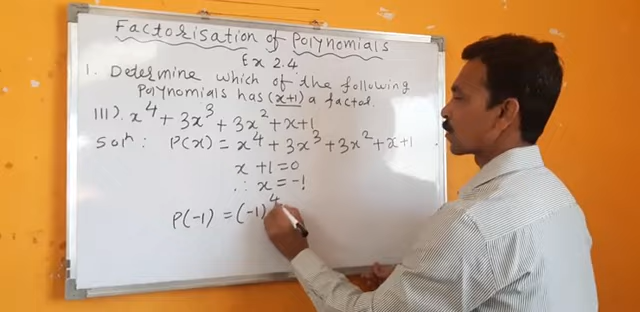 Factorisation of Polynomials
Ex 2.4
1. Determine which of the following
Polynomials has (x+1) a factor.
III). x⁴ + 3x³ + 3x² + x+1
Soln: P(x) = x⁴ + 3x³ + 3x² + x+1
x +1=0
∴ x = -1
P(-1) = (-1)⁴